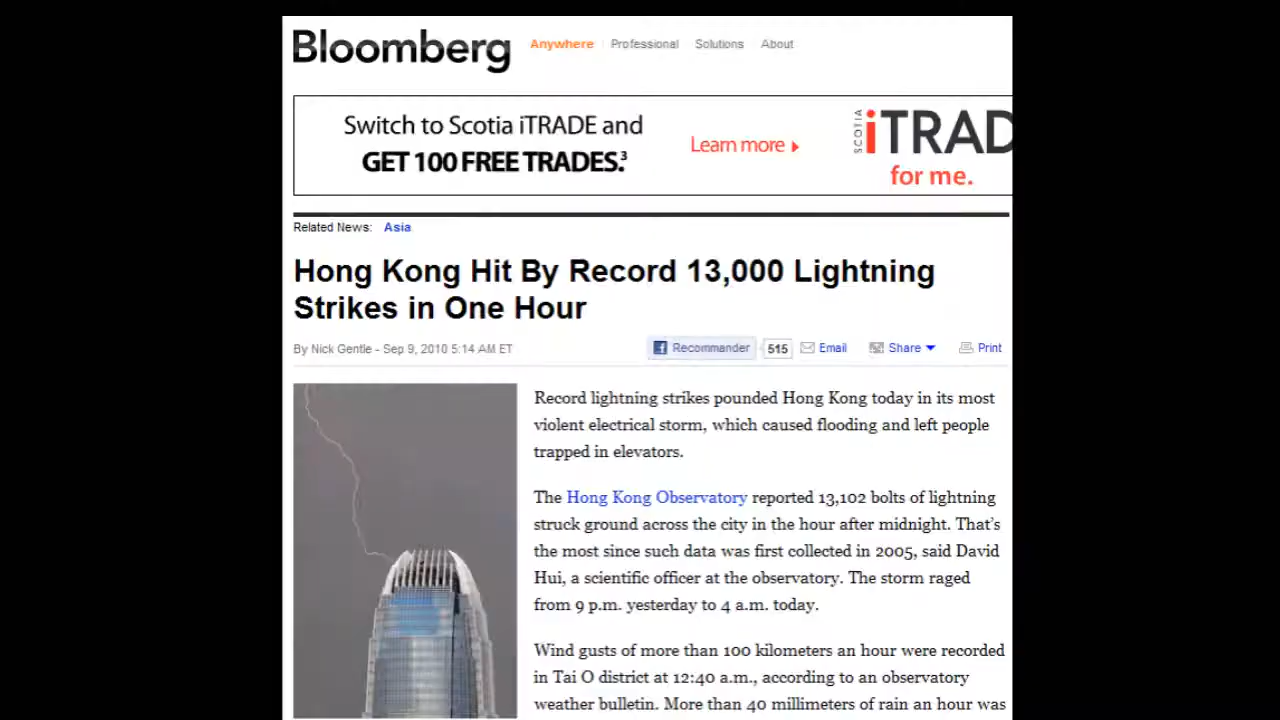 Bloomberg Anywhere Professional Solutions About
Switch to Scotia iTRADE and
GET 100 FREE TRADES.³
Learn more
SCOTIA iTRAD
for me.
Related News: Asia
Hong Kong Hit By Record 13,000 Lightning
Strikes in One Hour
By Nick Gentle - Sep 9, 2010 5:14 AM ET
Recommander 515 Email Share Print
Record lightning strikes pounded Hong Kong today in its most
violent electrical storm, which caused flooding and left people
trapped in elevators.
The Hong Kong Observatory reported 13,102 bolts of lightning
struck ground across the city in the hour after midnight. That’s
the most since such data was first collected in 2005, said David
Hui, a scientific officer at the observatory. The storm raged
from 9 p.m. yesterday to 4 a.m. today.
Wind gusts of more than 100 kilometers an hour were recorded
in Tai O district at 12:40 a.m., according to an observatory
weather bulletin. More than 40 millimeters of rain an hour was